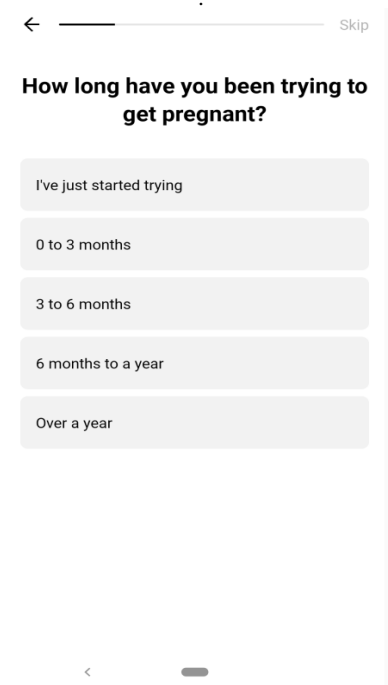 Skip
How long have you been trying to
get pregnant?
I've just started trying
0 to 3 months
3 to 6 months
6 months to a year
Over a year